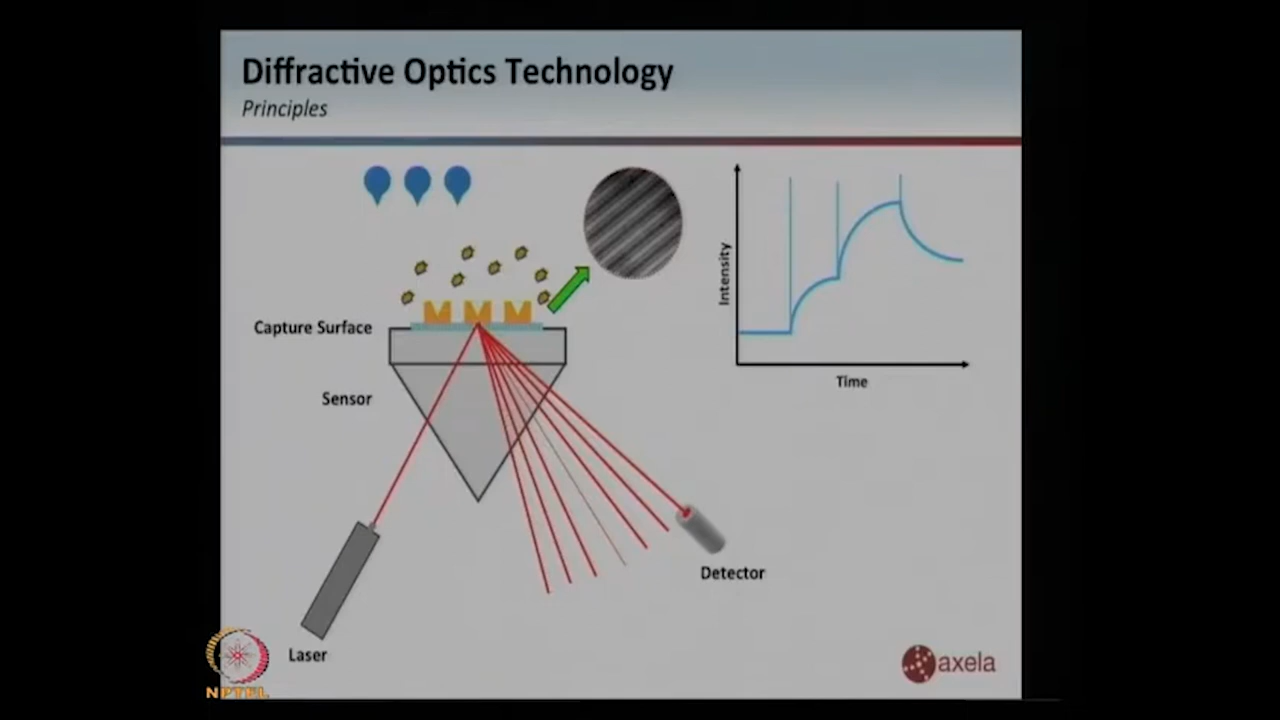 Diffractive Optics Technology
Principles
Capture Surface
Sensor
Laser
Detector
Intensity
Time
axela
NPTEL